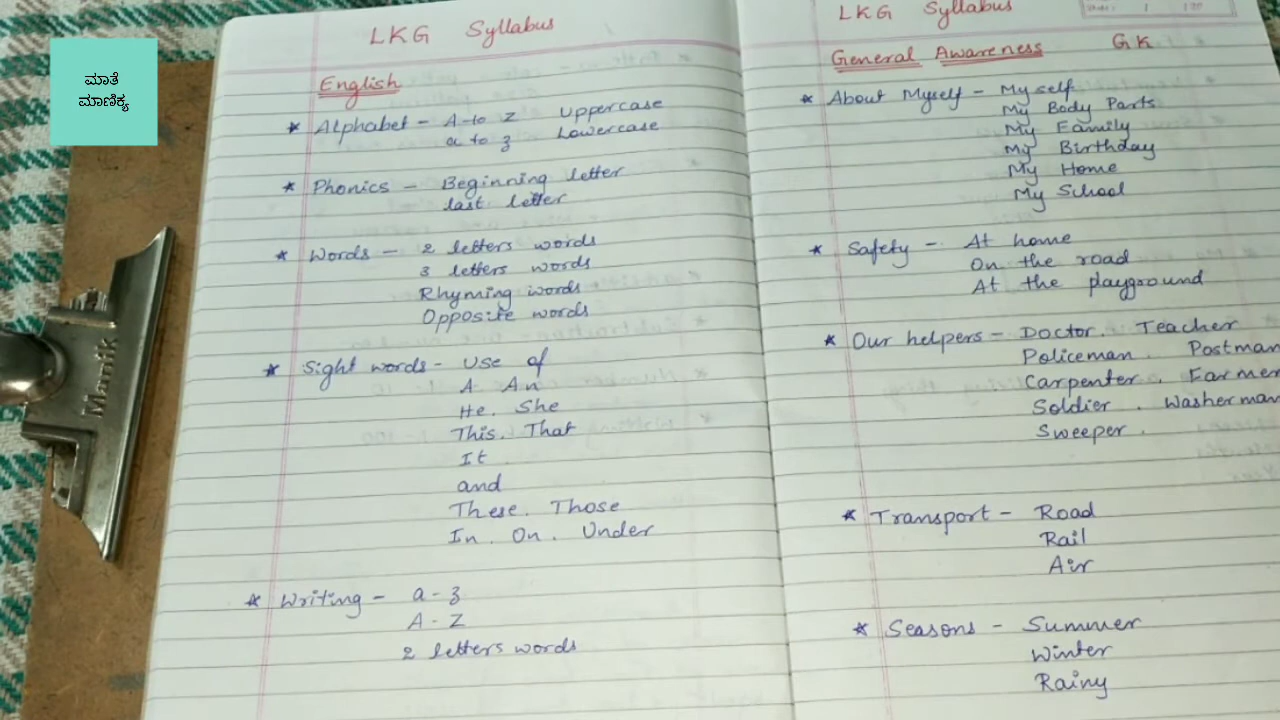 ಮಾತೆ
ಮಾಣಿಕ್ಯ
Manik
LKG Syllabus
English
* Alphabet - A to Z Uppercase
a to z Lowercase
* Phonics - Beginning letter
last letter
* Words - 2 letters words
3 letters words
Rhyming words
Opposite words
* Sight words - Use of
A An
He. She
This. That
It
and
These. Those
In. On. Under
* Writing - a - z
A - Z
2 letters words
LKG Syllabus
General Awareness GK
* About Myself - My self
My Body Parts
My Family
My Birthday
My Home
My School
* Safety - At home
On the road
At the playground
* Our helpers - Doctor. Teacher
Policeman. Postman
Carpenter. Farmer
Soldier. Washerman
Sweeper.
* Transport - Road
Rail
Air
* Seasons - Summer
Winter
Rainy